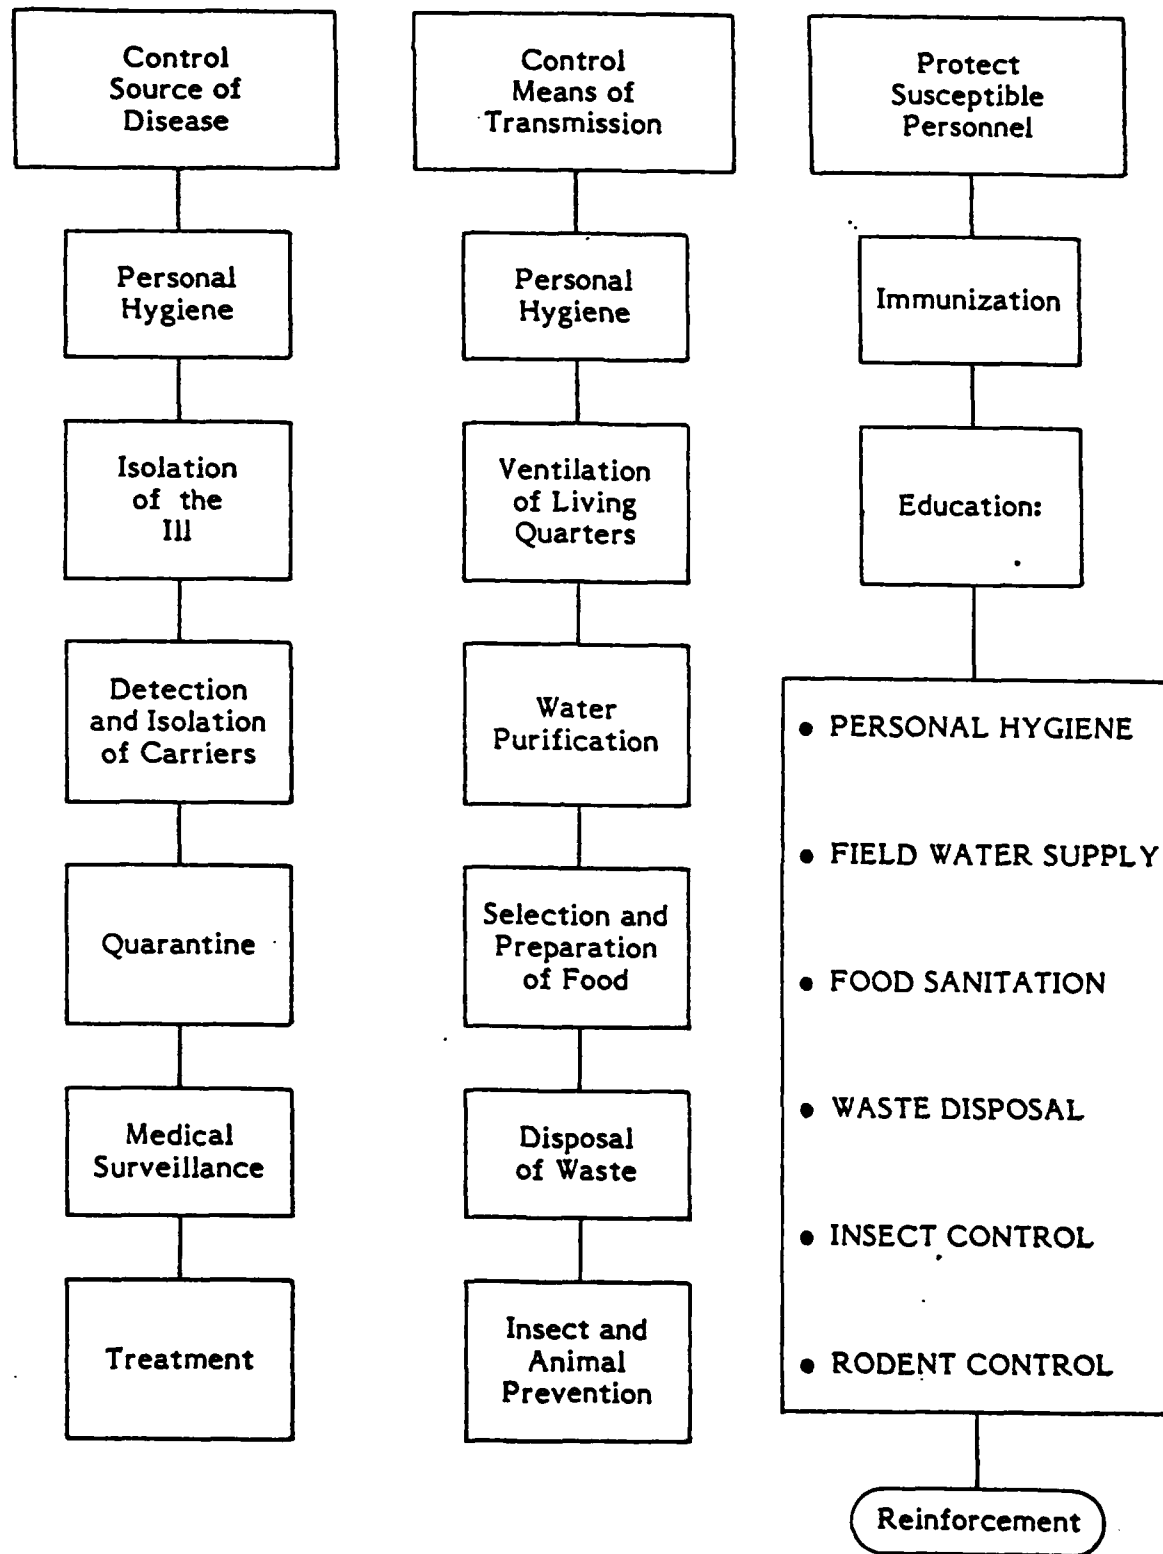 Control
Source of
Disease
Personal
Hygiene
Isolation
of the
Ill
Detection
and Isolation
of Carriers
Quarantine
Medical
Surveillance
Treatment
Control
Means of
Transmission
Personal
Hygiene
Ventilation
of Living
Quarters
Water
Purification
Selection and
Preparation
of Food
Disposal
of Waste
Insect and
Animal
Prevention
Protect
Susceptible
Personnel
Immunization
Education:
• PERSONAL HYGIENE
• FIELD WATER SUPPLY
• FOOD SANITATION
• WASTE DISPOSAL
• INSECT CONTROL
• RODENT CONTROL
Reinforcement